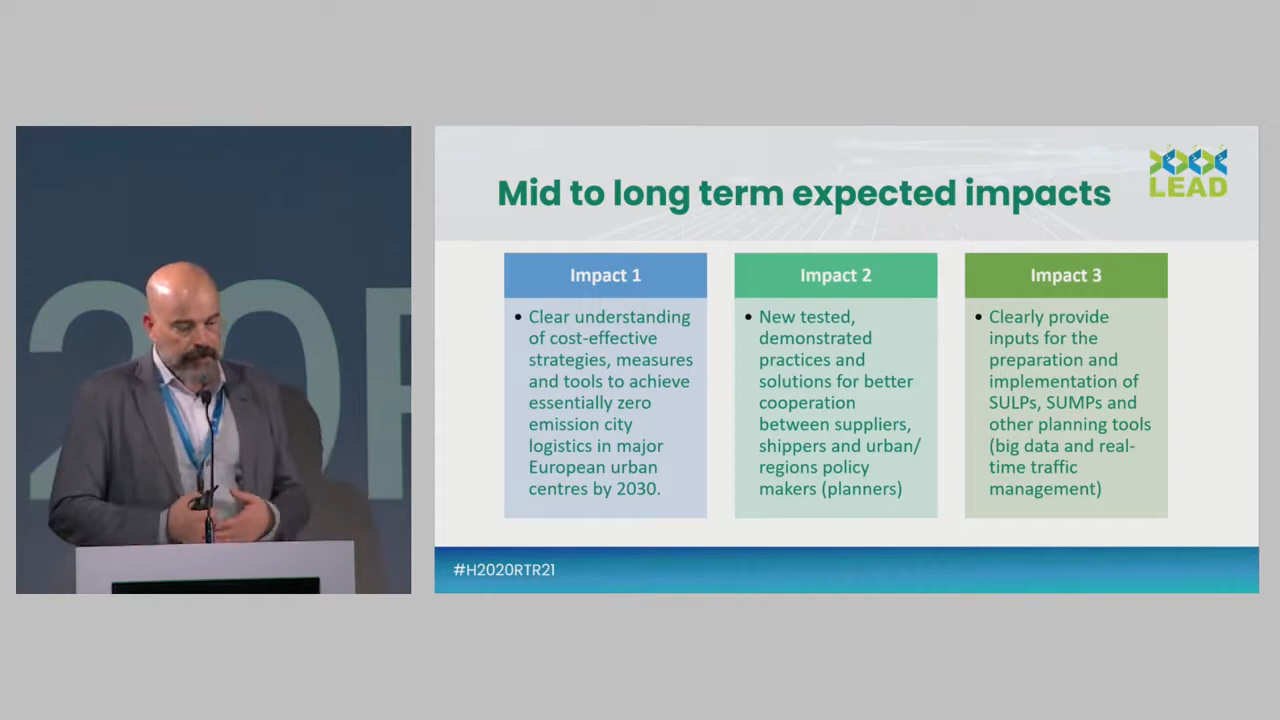 20R
Mid to long term expected impacts
LEAD
Impact 1
• Clear understanding
of cost-effective
strategies, measures
and tools to achieve
essentially zero
emission city
logistics in major
European urban
centres by 2030.
Impact 2
• New tested,
demonstrated
practices and
solutions for better
cooperation
between suppliers,
shippers and urban/
regions policy
makers (planners)
Impact 3
• Clearly provide
inputs for the
preparation and
implementation of
SULPs, SUMPs and
other planning tools
(big data and real-
time traffic
management)
#H2020RTR21